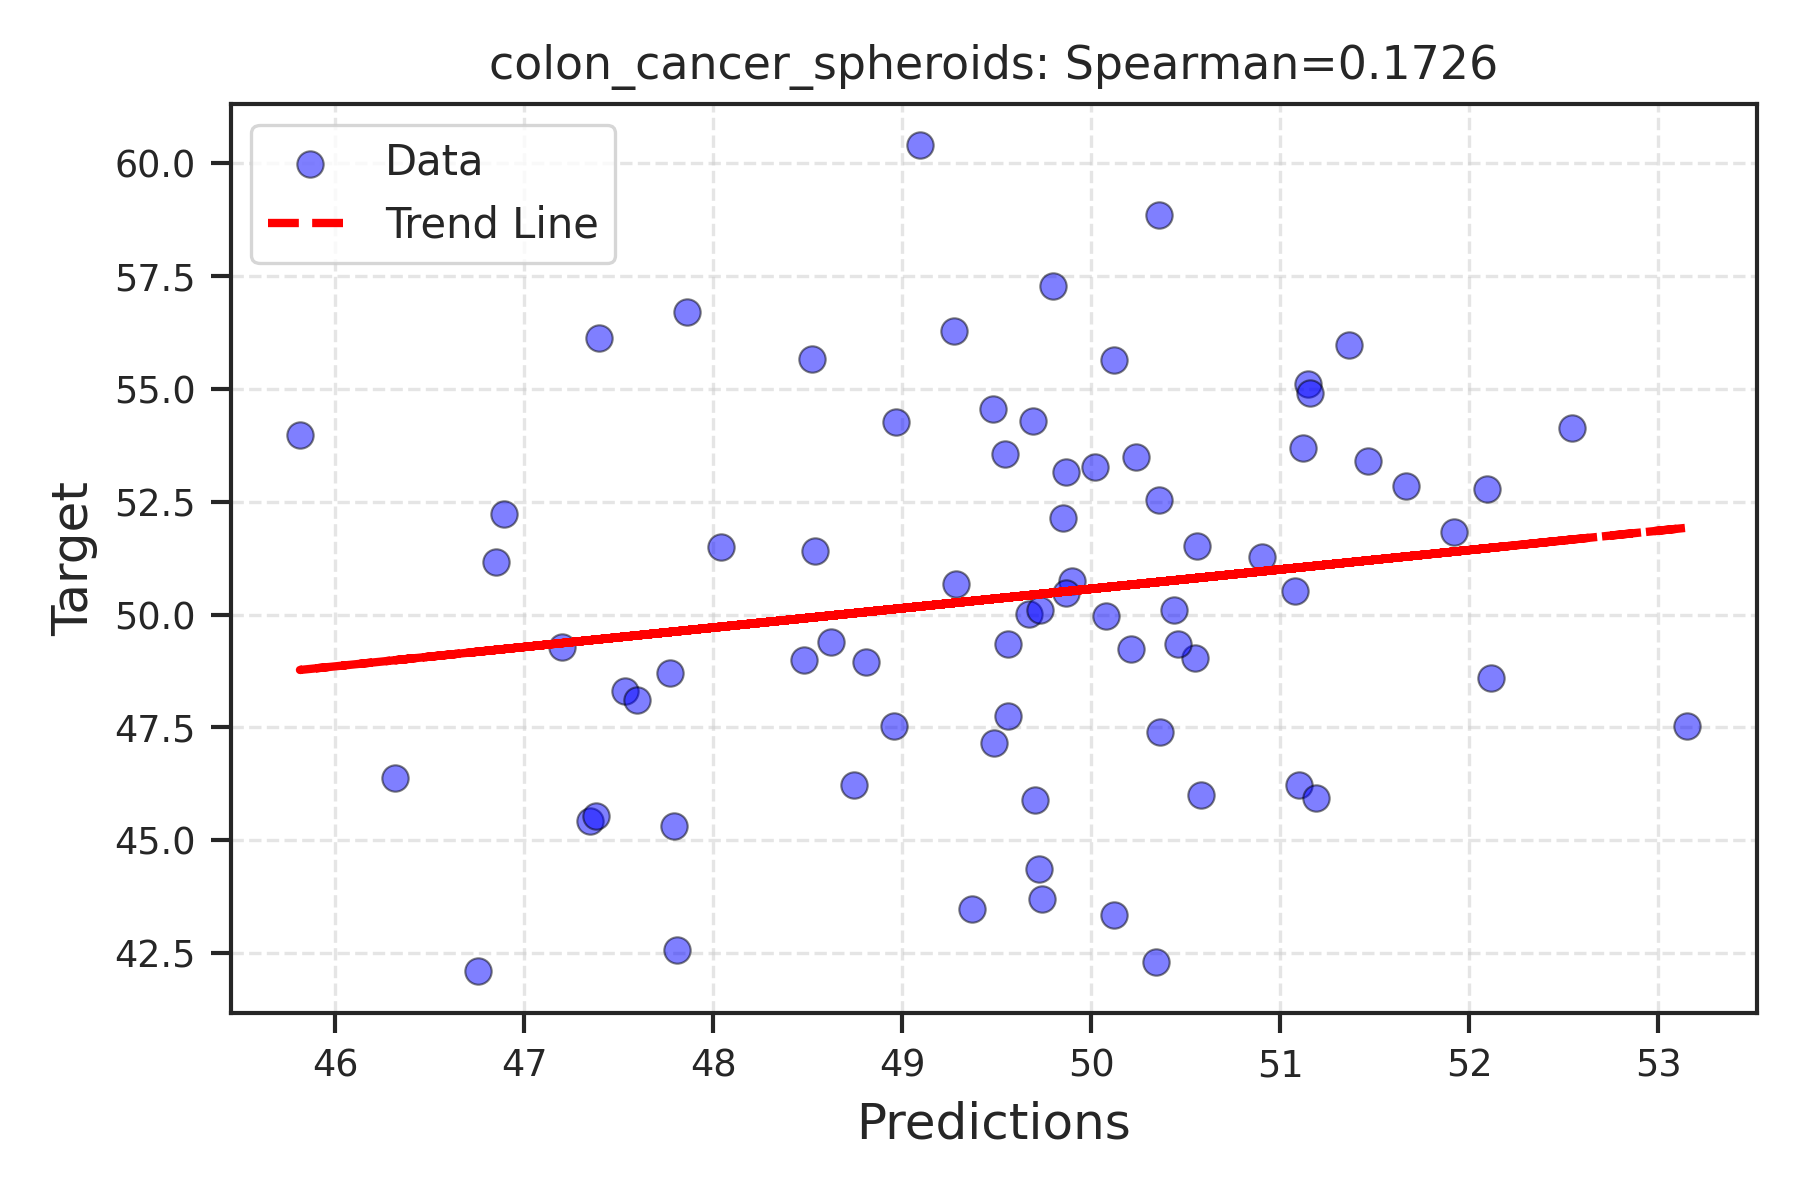 colon_cancer_spheroids: Spearman=0.1726
Data
Trend Line
60.0
57.5
55.0
52.5
50.0
47.5
45.0
42.5
Target
46 47 48 49 50 51 52 53
Predictions